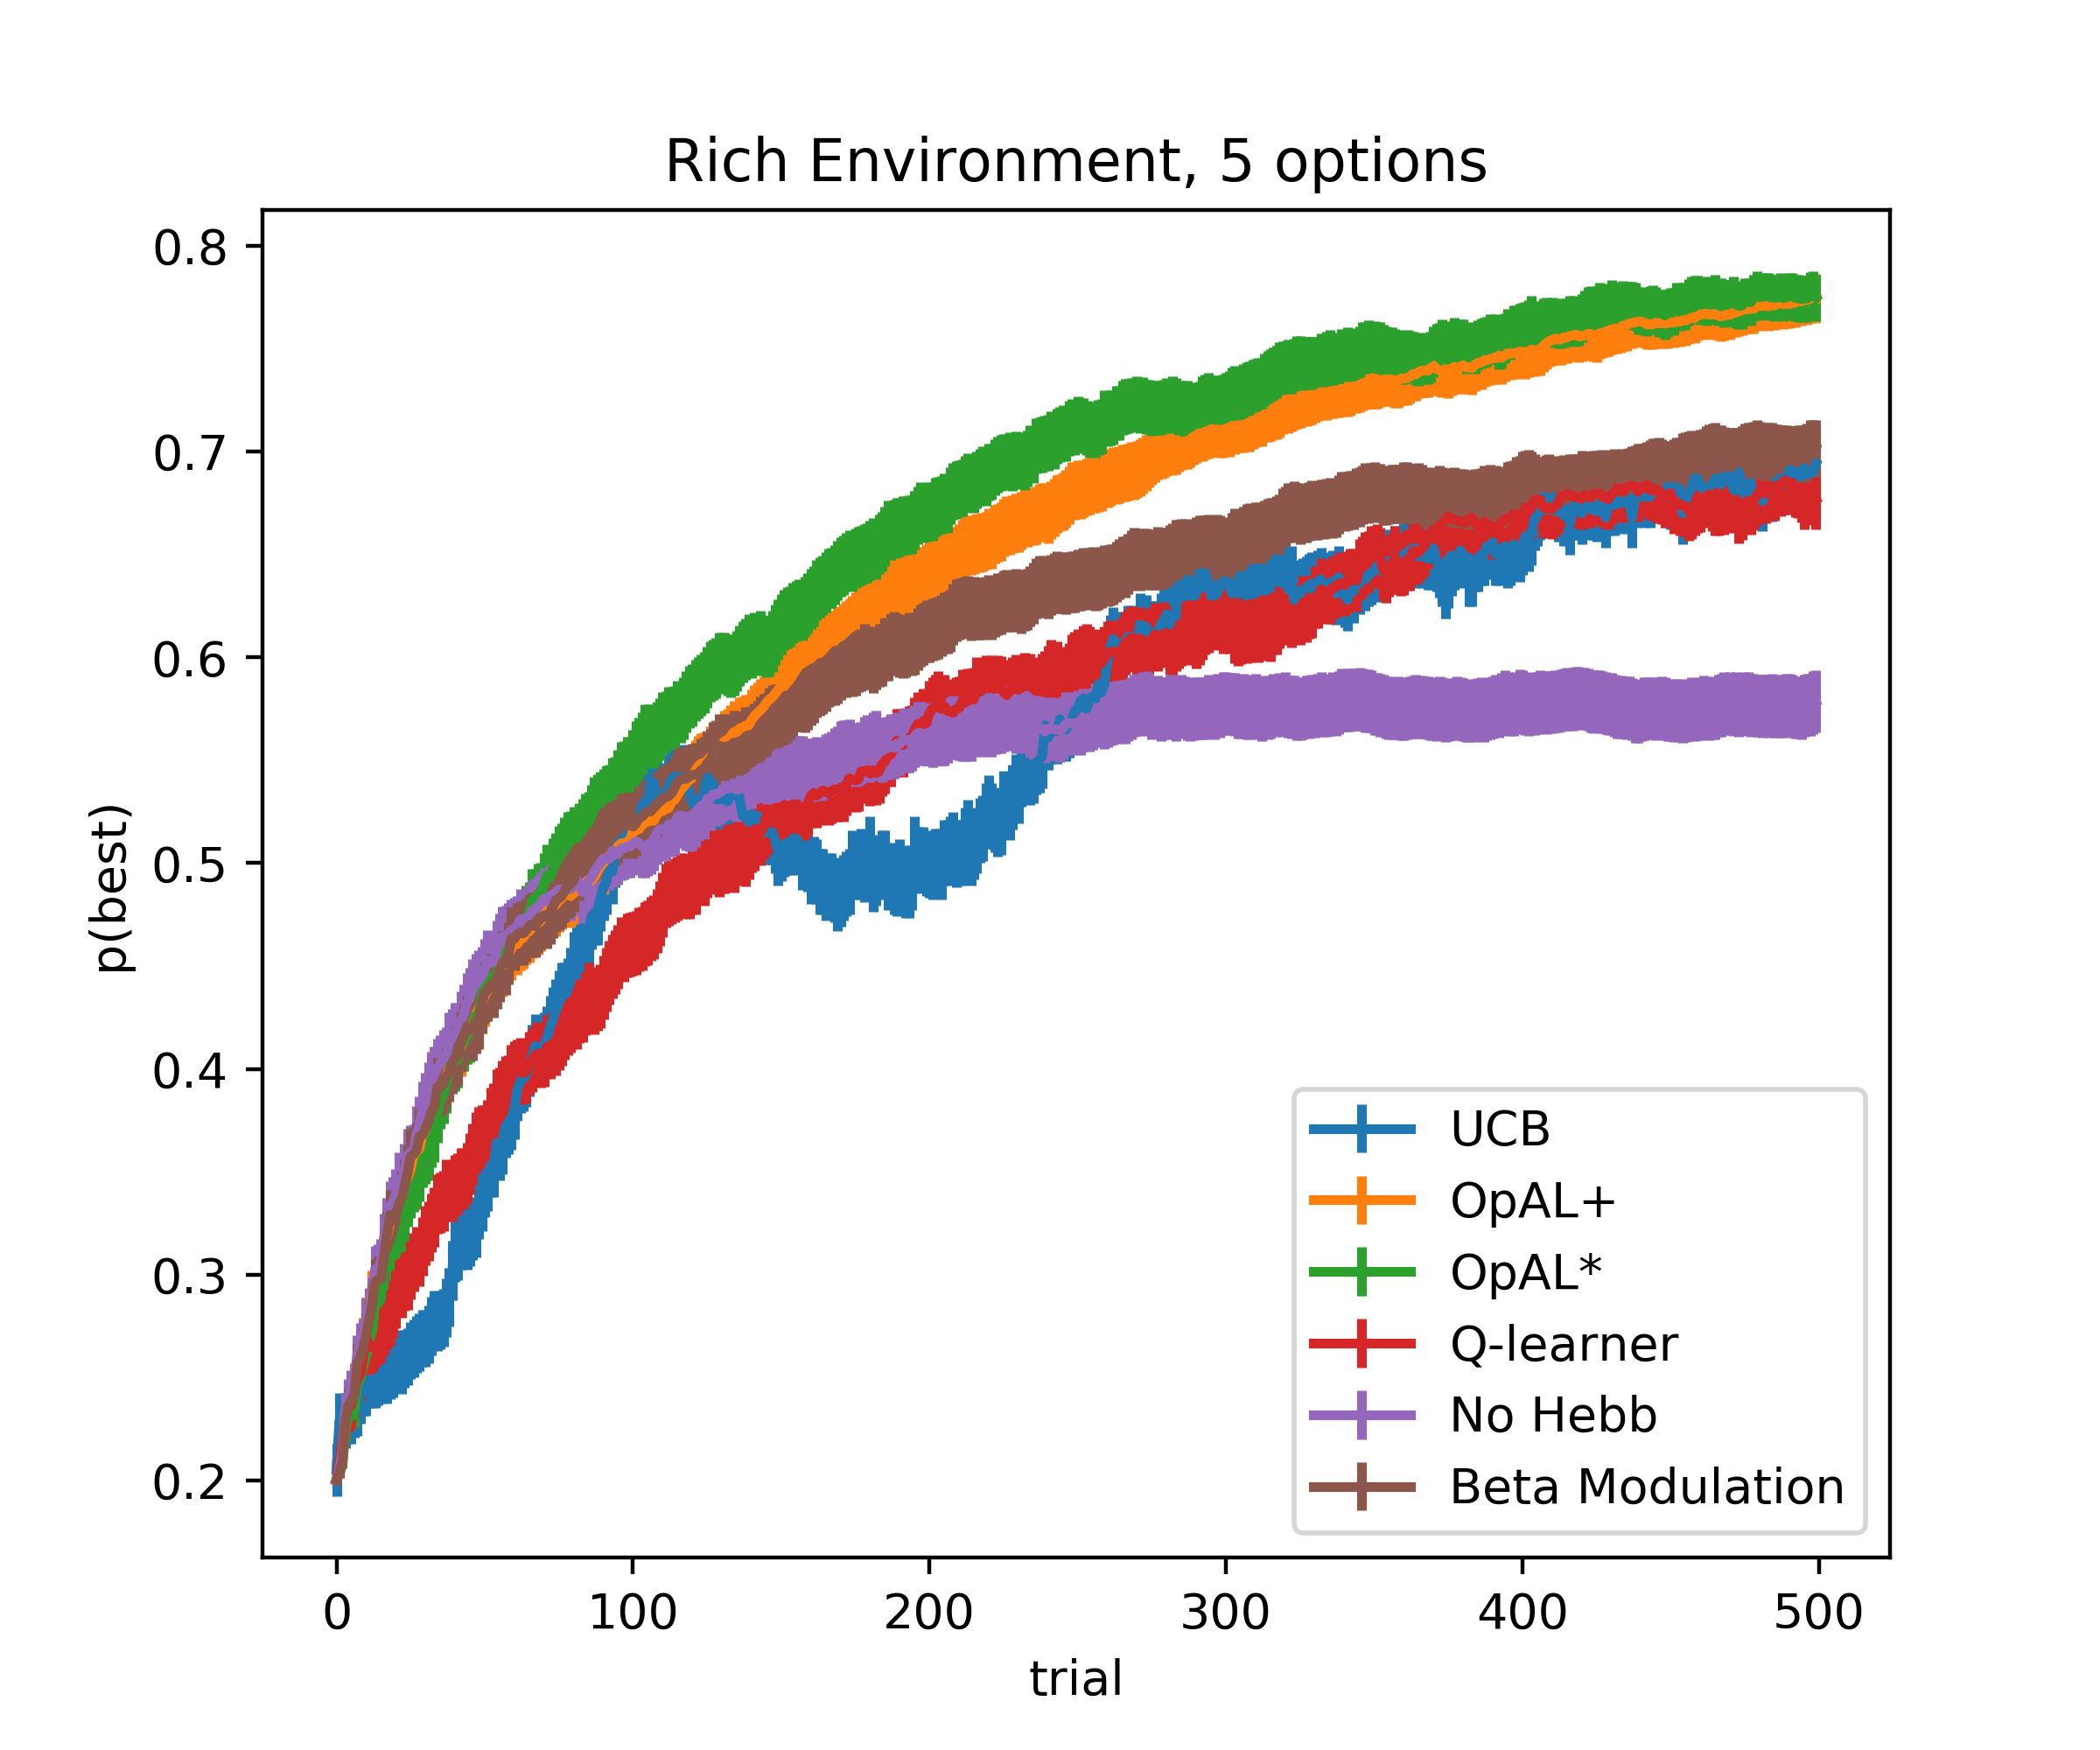 Rich Environment, 5 options
p(best)
0.8
0.7
0.6
0.5
0.4
0.3
0.2
UCB
OpAL+
OpAL*
Q-learner
No Hebb
Beta Modulation
0 100 200 300 400 500
trial